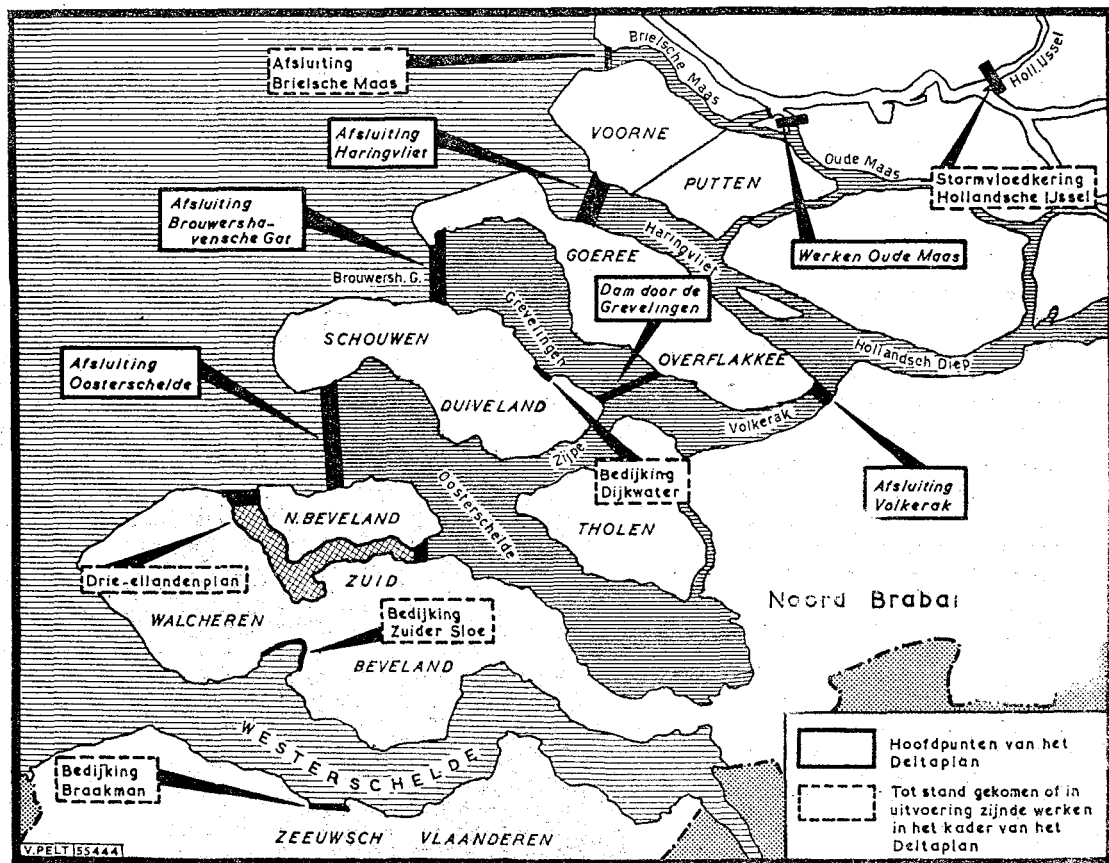 Afsluiting
Brielsche Maas
Brielsche Maas
Holl. IJssel
Afsluiting
Haringvliet
VOORNE
PUTTEN
Oude Maas
Stormvloedkering
Hollandsche IJssel
Afsluiting
Brouwersha-
vensche Gat
Werken Oude Maas
Haringvliet
GOEREE
Brouwersh. G.
Dam door de
Grevelingen
Grevelingen
SCHOUWEN
OVERFLAKKEE
Hollandsch Diep
Afsluiting
Oosterschelde
DUIVELAND
Volkerak
Zijpe
Bedijking
Dijkwater
Afsluiting
Volkerak
Oosterschelde
N. BEVELAND
THOLEN
Drie-eilandenplan
ZUID
WALCHEREN
Bedijking
Zuider Sloe
BEVELAND
Noord Brabai
WESTERSCHELDE
Bedijking
Braakman
ZEEUWSCH VLAANDEREN
Hoofdpunten van het
Deltaplan
Tot stand gekomen of in
uitvoering zijnde werken
in het kader van het
Deltaplan
V.PELT 55444